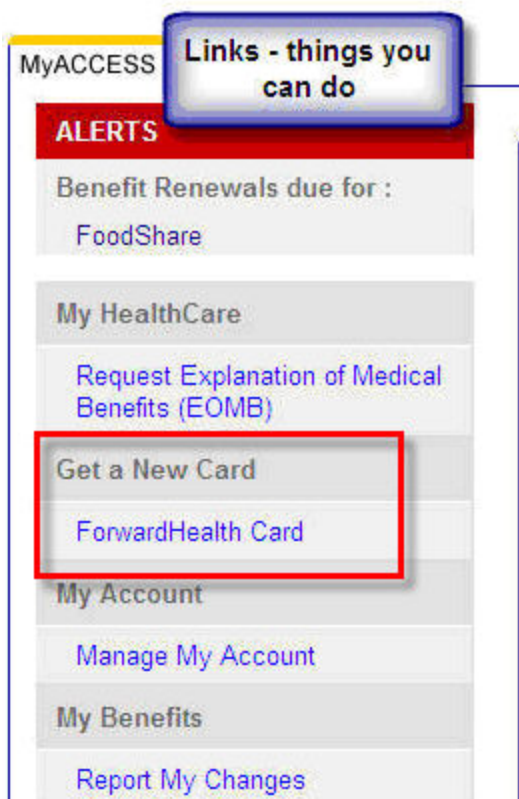 MyACCESS
Links - things you
can do
ALERTS
Benefit Renewals due for :
FoodShare
My HealthCare
Request Explanation of Medical
Benefits (EOMB)
Get a New Card
ForwardHealth Card
My Account
Manage My Account
My Benefits
Report My Changes